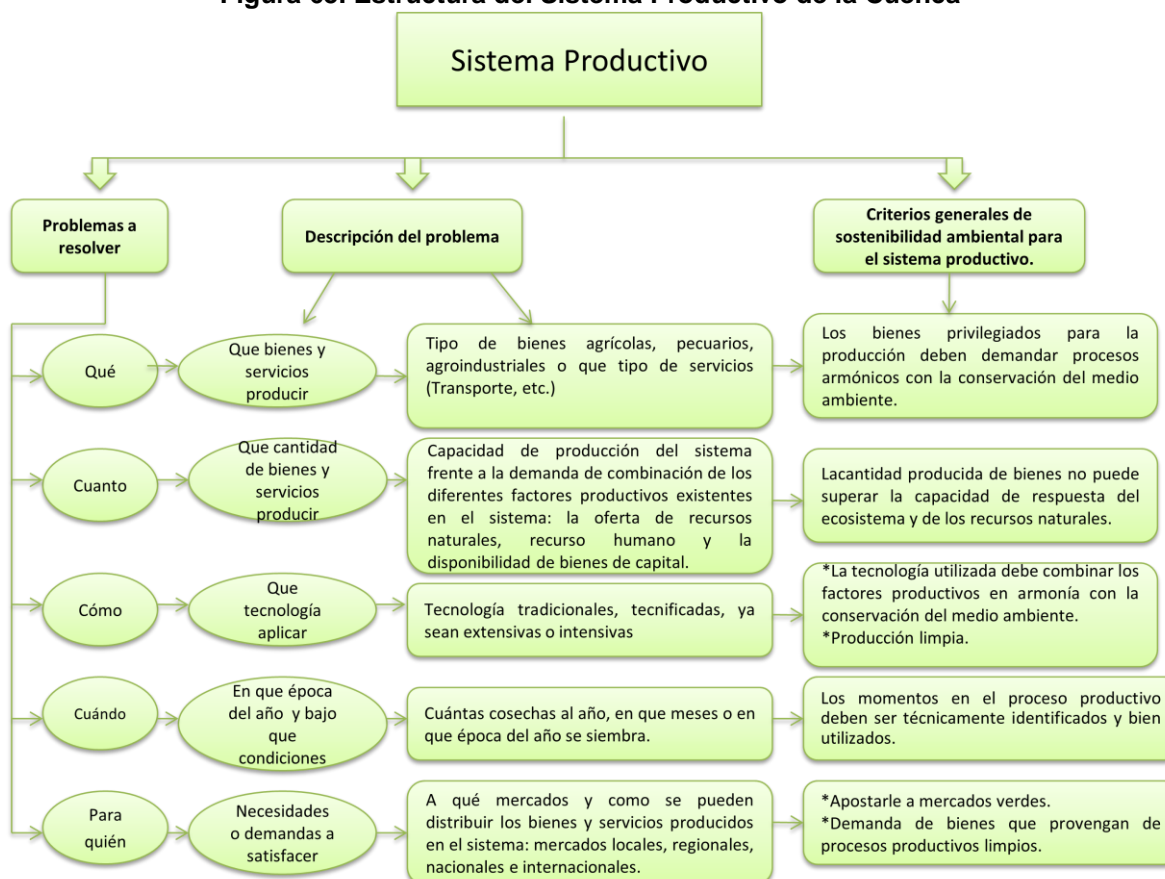 Sistema Productivo
Problemas a
resolver
Descripción del problema
Criterios generales de
sostenibilidad ambiental para
el sistema productivo.
Qué
Que bienes y
servicios
producir
Tipo de bienes agrícolas, pecuarios,
agroindustriales o que tipo de servicios
(Transporte, etc.)
Los bienes privilegiados para la
producción deben demandar procesos
armónicos con la conservación del medio
ambiente.
Cuanto
Que cantidad
de bienes y
servicios
producir
Capacidad de producción del sistema
frente a la demanda de combinación de los
diferentes factores productivos existentes
en el sistema: la oferta de recursos
naturales, recurso humano y la
disponibilidad de bienes de capital.
Lacantidad producida de bienes no puede
superar la capacidad de respuesta del
ecosistema y de los recursos naturales.
Cómo
Que
tecnología
aplicar
Tecnología tradicionales, tecnificadas, ya
sean extensivas o intensivas
*La tecnología utilizada debe combinar los
factores productivos en armonía con la
conservación del medio ambiente.
*Producción limpia.
Cuándo
En que época
del año y bajo
que
condiciones
Cuántas cosechas al año, en que meses o en
que época del año se siembra.
Los momentos en el proceso productivo
deben ser técnicamente identificados y bien
utilizados.
Para
quién
Necesidades
o demandas a
satisfacer
A qué mercados y como se pueden
distribuir los bienes y servicios producidos
en el sistema: mercados locales, regionales,
nacionales e internacionales.
*Apostarle a mercados verdes.
*Demanda de bienes que provengan de
procesos productivos limpios.